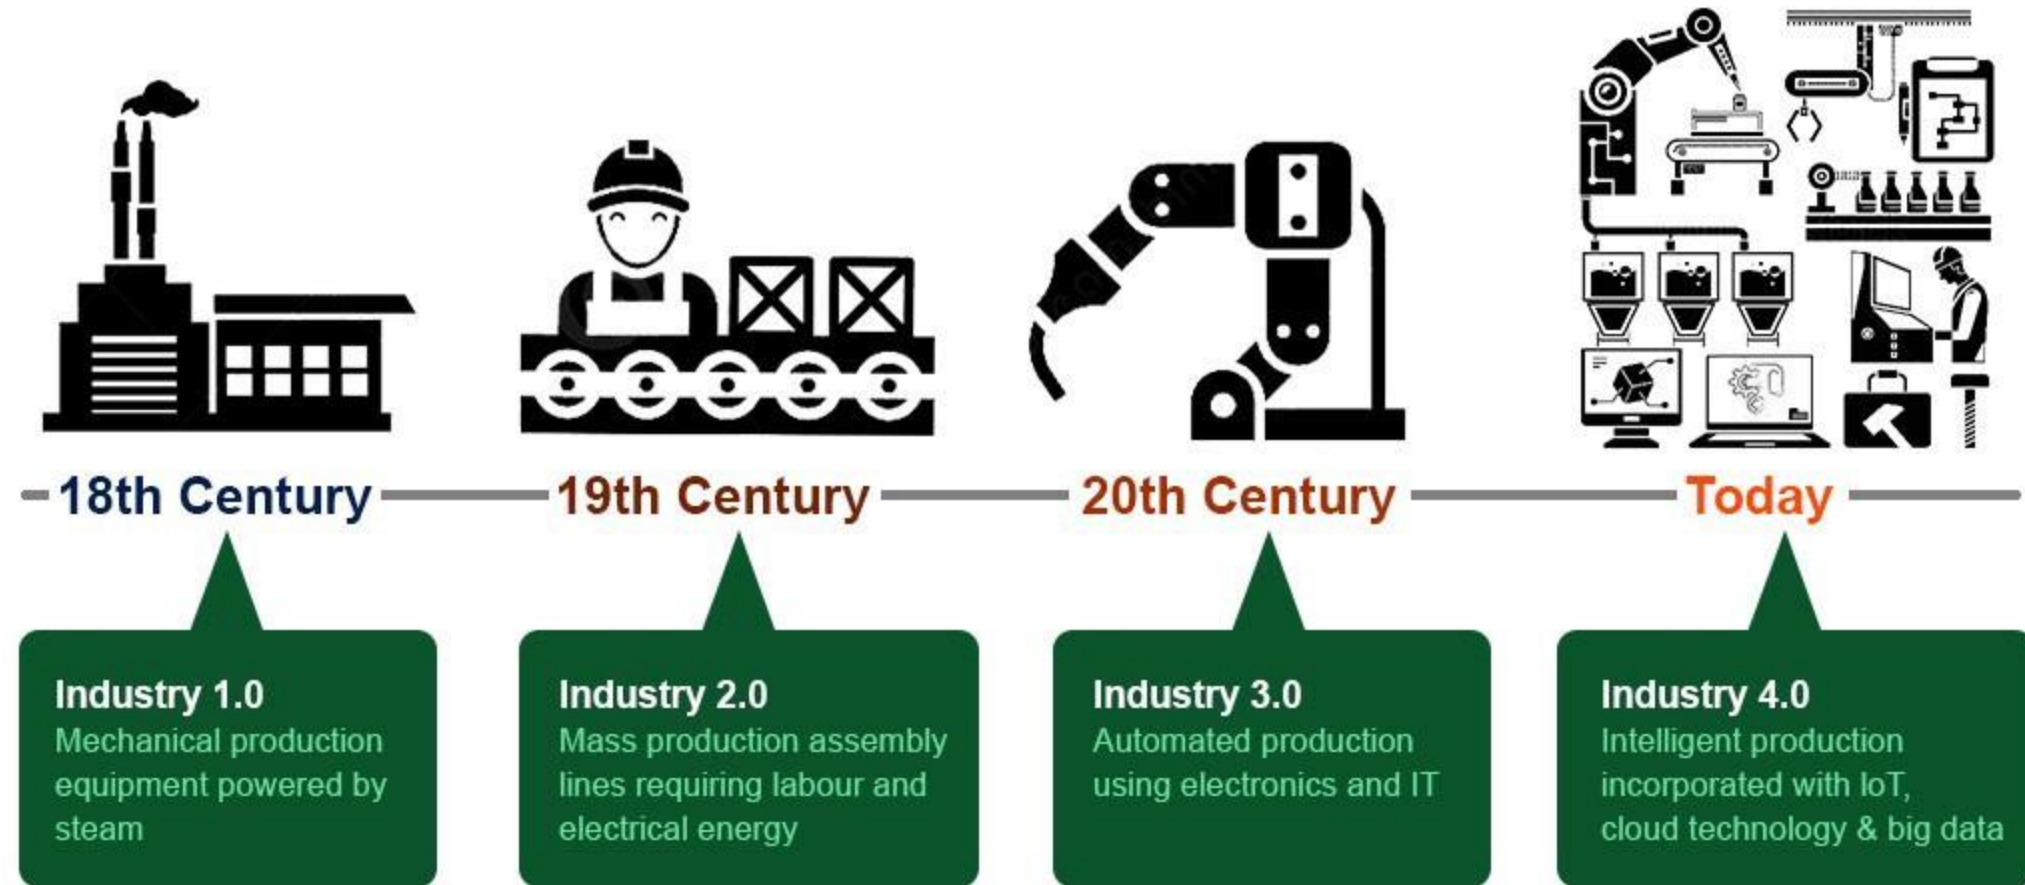 18th Century
19th Century
20th Century
Today
Industry 1.0
Mechanical production
equipment powered by
steam
Industry 2.0
Mass production assembly
lines requiring labour and
electrical energy
Industry 3.0
Automated production
using electronics and IT
Industry 4.0
Intelligent production
incorporated with IoT,
cloud technology & big data